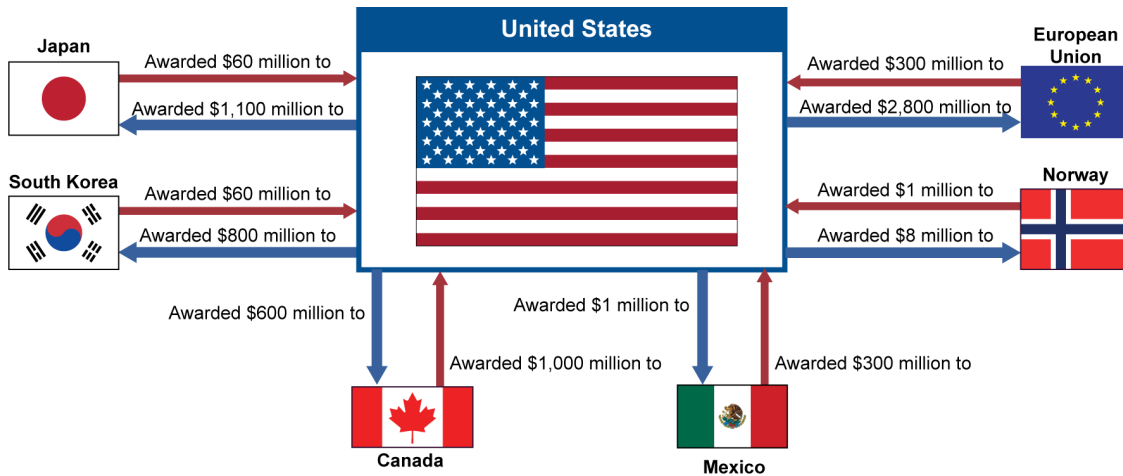 United States
Japan
Awarded $60 million to
Awarded $1,100 million to
South Korea
Awarded $60 million to
Awarded $800 million to
European
Union
Awarded $300 million to
Awarded $2,800 million to
Norway
Awarded $1 million to
Awarded $8 million to
Awarded $600 million to
Awarded $1,000 million to
Canada
Awarded $1 million to
Awarded $300 million to
Mexico